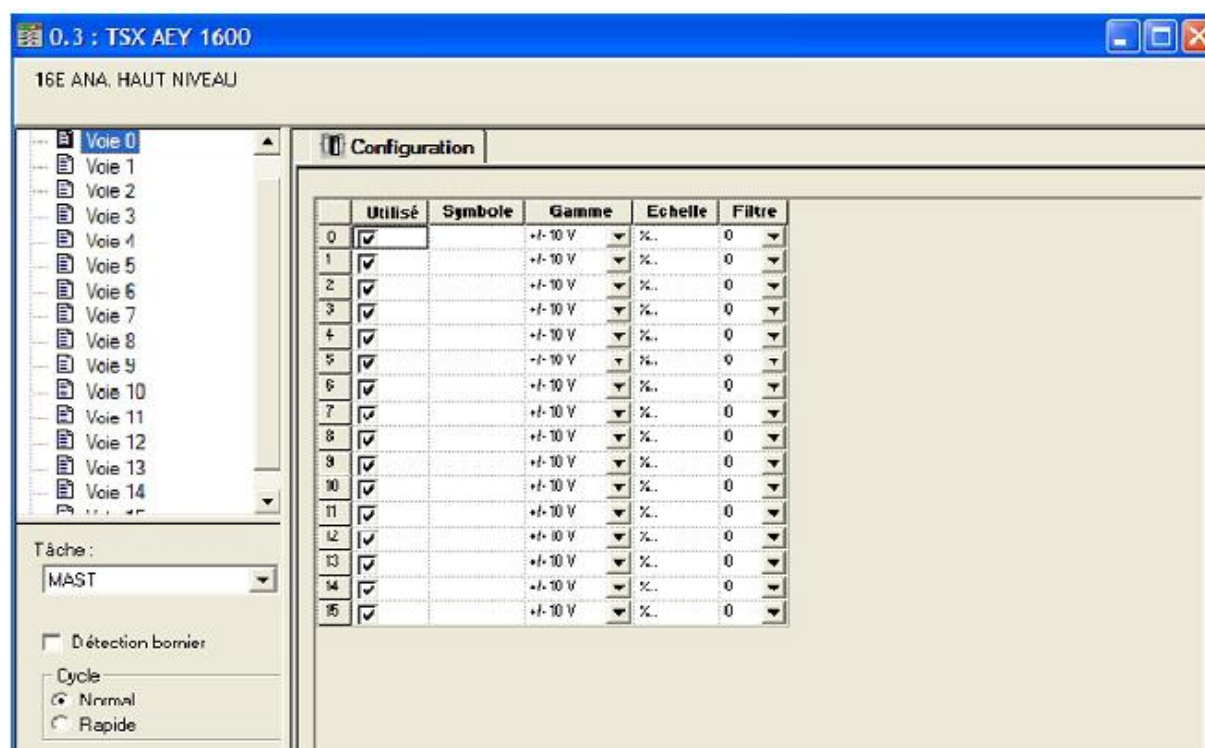 0.3 : TSX AEY 1600
16E ANA. HAUT NIVEAU
Voie 0
Voie 1
Voie 2
Voie 3
Voie 4
Voie 5
Voie 6
Voie 7
Voie 8
Voie 9
Voie 10
Voie 11
Voie 12
Voie 13
Voie 14
Tâche :
MAST
Détection bornier
Cycle
Normal
Rapide
Configuration
Utilisé Symbole Gamme Echelle Filtre
0 +/- 10 V %.. 0
1 +/- 10 V %.. 0
2 +/- 10 V %.. 0
3 +/- 10 V %.. 0
4 +/- 10 V %.. 0
5 +/- 10 V %.. 0
6 +/- 10 V %.. 0
7 +/- 10 V %.. 0
8 +/- 10 V %.. 0
9 +/- 10 V %.. 0
10 +/- 10 V %.. 0
11 +/- 10 V %.. 0
12 +/- 10 V %.. 0
13 +/- 10 V %.. 0
14 +/- 10 V %.. 0
15 +/- 10 V %.. 0